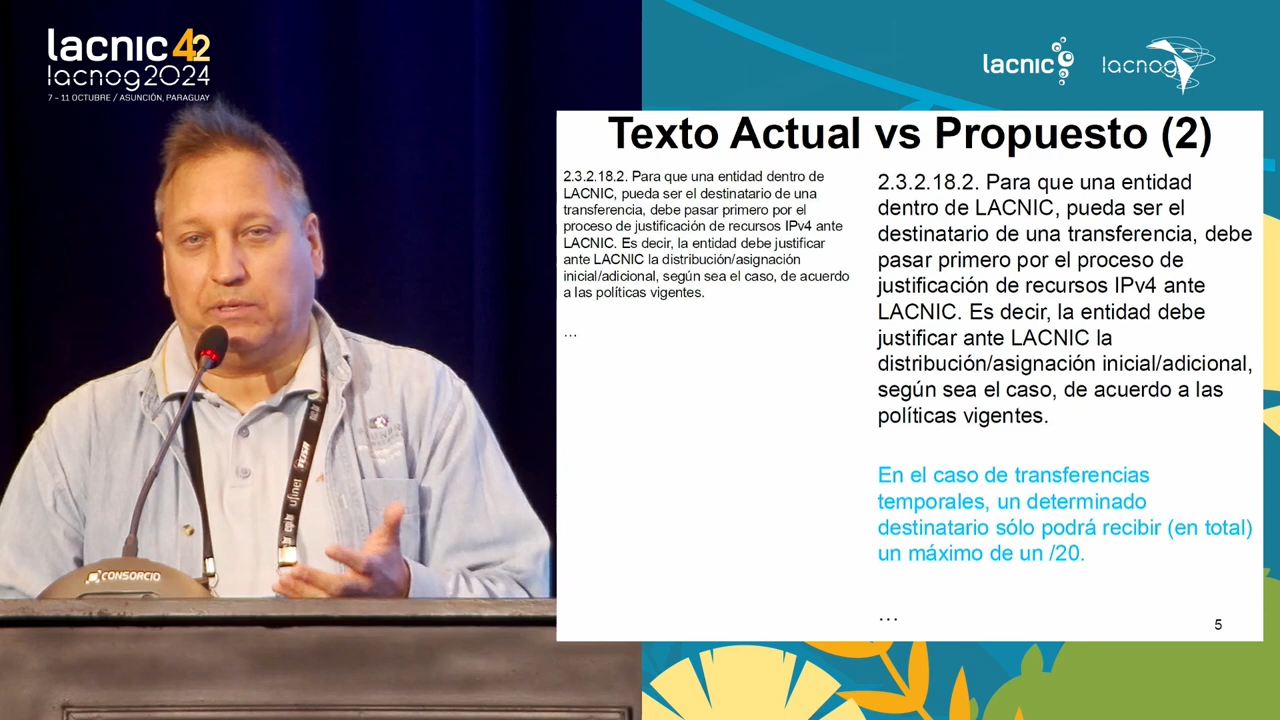 lacnic 42
lacnog2024
7 - 11 OCTUBRE / ASUNCIÓN, PARAGUAY
lacnic
lacnog
Texto Actual vs Propuesto (2)
2.3.2.18.2. Para que una entidad dentro de
LACNIC, pueda ser el destinatario de una
transferencia, debe pasar primero por el
proceso de justificación de recursos IPv4 ante
LACNIC. Es decir, la entidad debe justificar
ante LACNIC la distribución/asignación
inicial/adicional, según sea el caso, de acuerdo
a las políticas vigentes.
...
2.3.2.18.2. Para que una entidad
dentro de LACNIC, pueda ser el
destinatario de una transferencia, debe
pasar primero por el proceso de
justificación de recursos IPv4 ante
LACNIC. Es decir, la entidad debe
justificar ante LACNIC la
distribución/asignación inicial/adicional,
según sea el caso, de acuerdo a las
políticas vigentes.
En el caso de transferencias
temporales, un determinado
destinatario sólo podrá recibir (en total)
un máximo de un /20.
...
5
ufinet
CONSORCIO